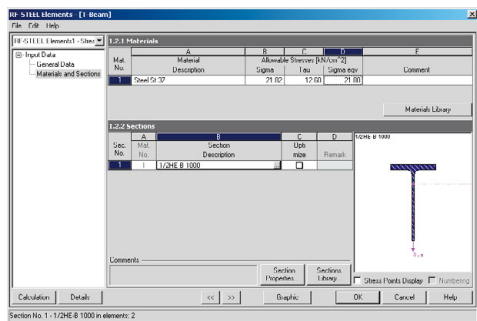 RF-STEEL Elements - [T-Beam]
File Edit Help
RF-STEEL Elements1 - Stres
Input Data
General Data
Materials and Sections
1.2.1 Materials
A B C D E
Mat. No. Material Description Allowable Stresses [kN/cm^2] Sigma Tau Sigma eqv Comment
1 Steel St 37 21.82 12.60 21.80
Materials Library
1.2.2 Sections
A B C D
Sec. No. Mat. No. Section Description Opti mize Remark
1 1 1/2HE B 1000
1/2HE B 1000
Comments
Section Properties
Sections Library
Stress Points Display Numbering
Calculation Details << >> Graphic OK Cancel Help
Section No. 1 - 1/2HE-B 1000 in elements: 2